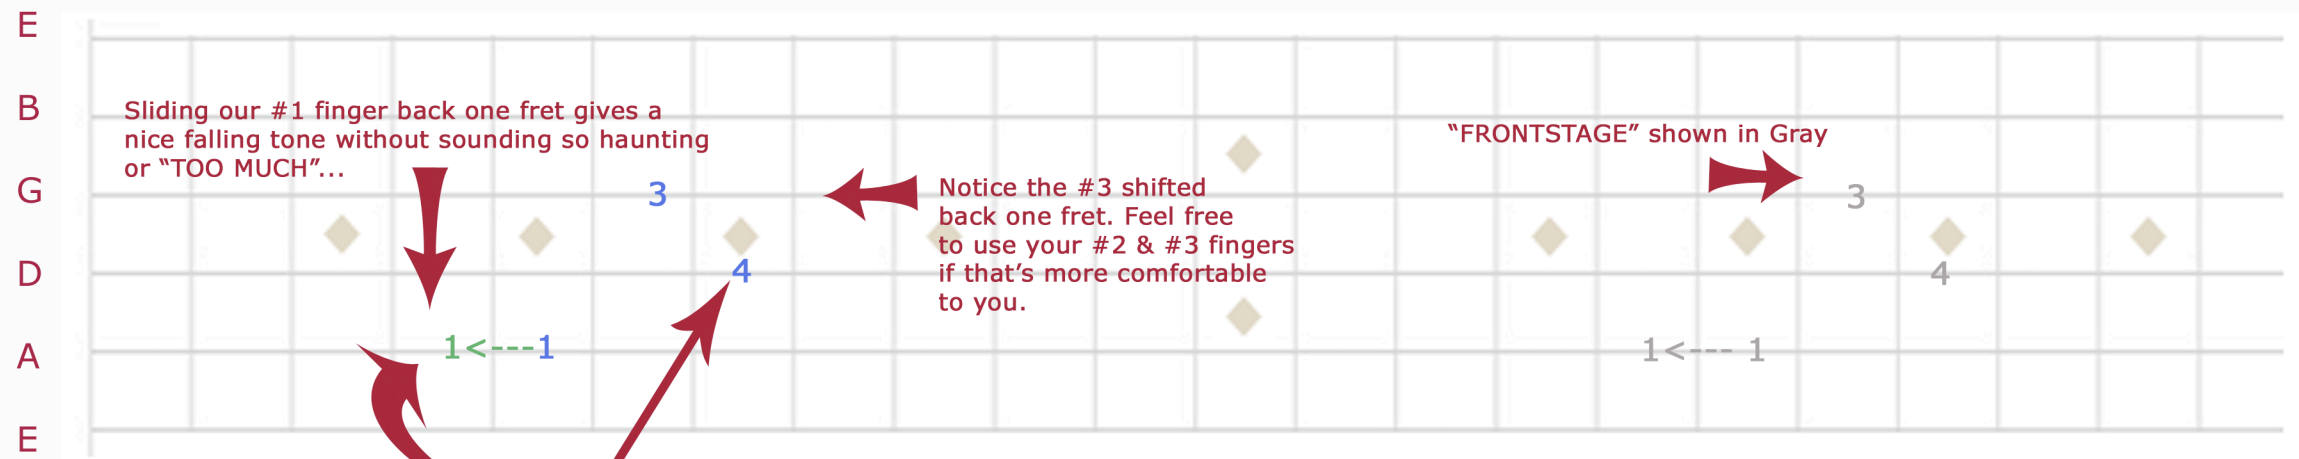 E
B
Sliding our #1 finger back one fret gives a
nice falling tone without sounding so haunting
or “TOO MUCH”...
“FRONTSTAGE” shown in Gray
G
3
Notice the #3 shifted
back one fret. Feel free
to use your #2 & #3 fingers
if that’s more comfortable
to you.
3
D
4
4
A
1<---1
1<--- 1
E